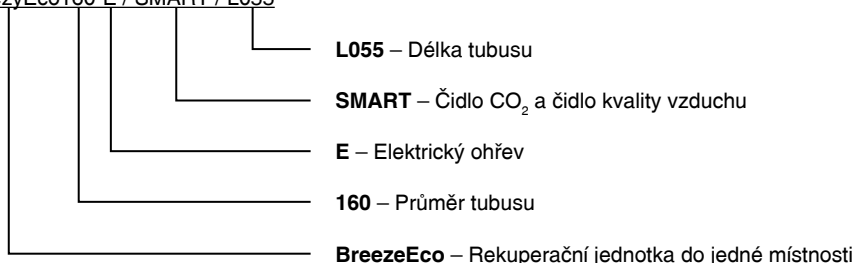 L055 – Délka tubusu
SMART – Čidlo CO₂ a čidlo kvality vzduchu
E – Elektrický ohřev
160 – Průměr tubusu
BreezeEco – Rekuperační jednotka do jedné místnosti